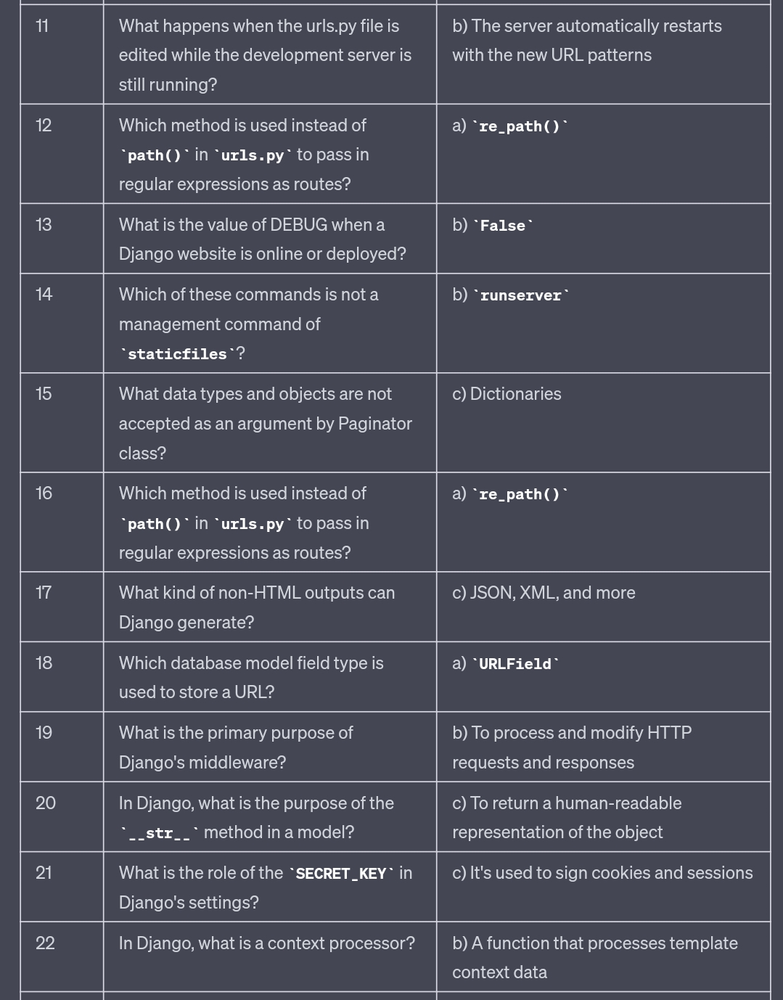 11
What happens when the urls.py file is
edited while the development server is
still running?
b) The server automatically restarts
with the new URL patterns
12
Which method is used instead of
`path()` in `urls.py` to pass in
regular expressions as routes?
a) `re_path()`
13
What is the value of DEBUG when a
Django website is online or deployed?
b) `False`
14
Which of these commands is not a
management command of
`staticfiles`?
b) `runserver`
15
What data types and objects are not
accepted as an argument by Paginator
class?
c) Dictionaries
16
Which method is used instead of
`path()` in `urls.py` to pass in
regular expressions as routes?
a) `re_path()`
17
What kind of non-HTML outputs can
Django generate?
c) JSON, XML, and more
18
Which database model field type is
used to store a URL?
a) `URLField`
19
What is the primary purpose of
Django's middleware?
b) To process and modify HTTP
requests and responses
20
In Django, what is the purpose of the
`__str__` method in a model?
c) To return a human-readable
representation of the object
21
What is the role of the `SECRET_KEY` in
Django's settings?
c) It's used to sign cookies and sessions
22
In Django, what is a context processor?
b) A function that processes template
context data